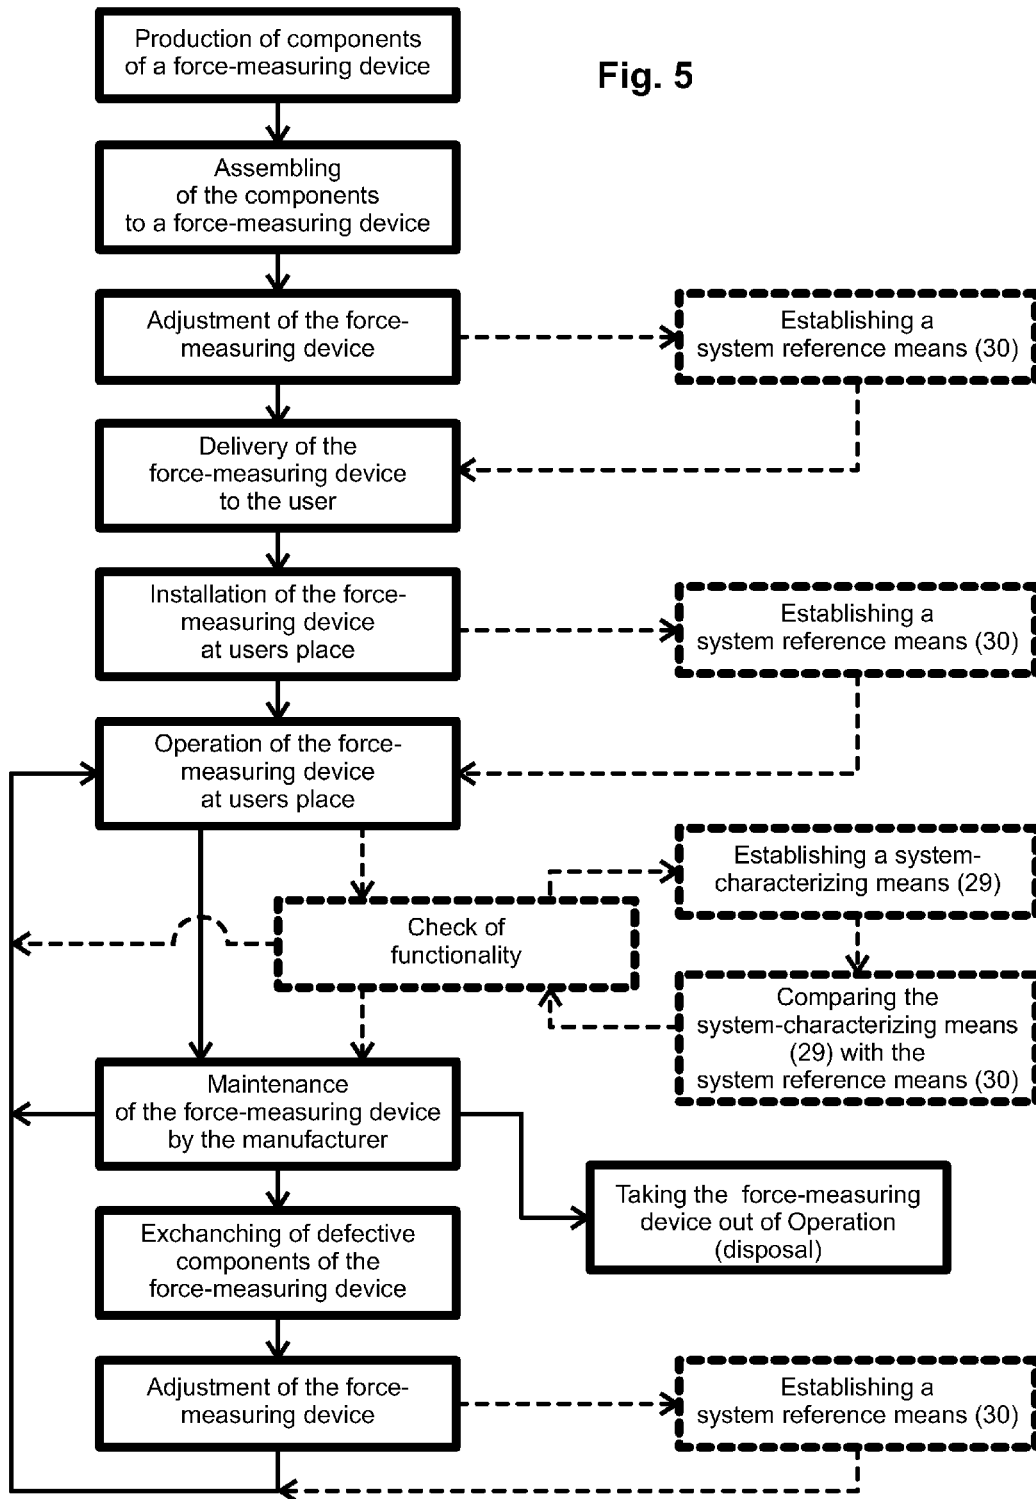 Production of components
of a force-measuring device
Fig. 5
Assembling
of the components
to a force-measuring device
Adjustment of the force-
measuring device
Establishing a
system reference means (30)
Delivery of the
force-measuring device
to the user
Installation of the force-
measuring device
at users place
Establishing a
system reference means (30)
Operation of the force-
measuring device
at users place
Establishing a system-
characterizing means (29)
Check of
functionality
Comparing the
system-characterizing means
(29) with the
system reference means (30)
Maintenance
of the force-measuring device
by the manufacturer
Taking the force-measuring
device out of Operation
(disposal)
Exchanching of defective
components of the
force-measuring device
Adjustment of the force-
measuring device
Establishing a
system reference means (30)